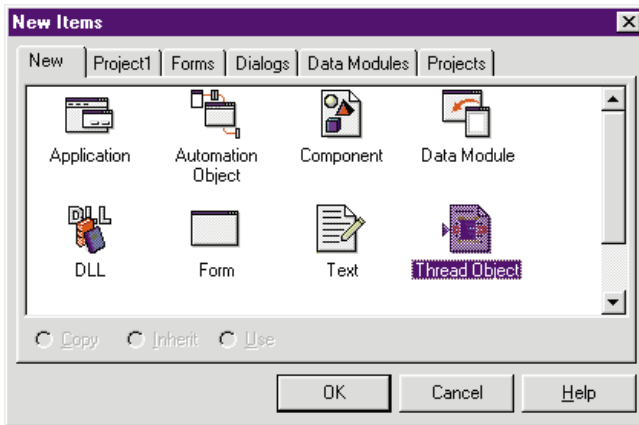 New Items
New Project1 Forms Dialogs Data Modules Projects
Application Automation Object Component Data Module
DLL
DLL Form Text Thread Object
Copy Inherit Use
OK Cancel Help